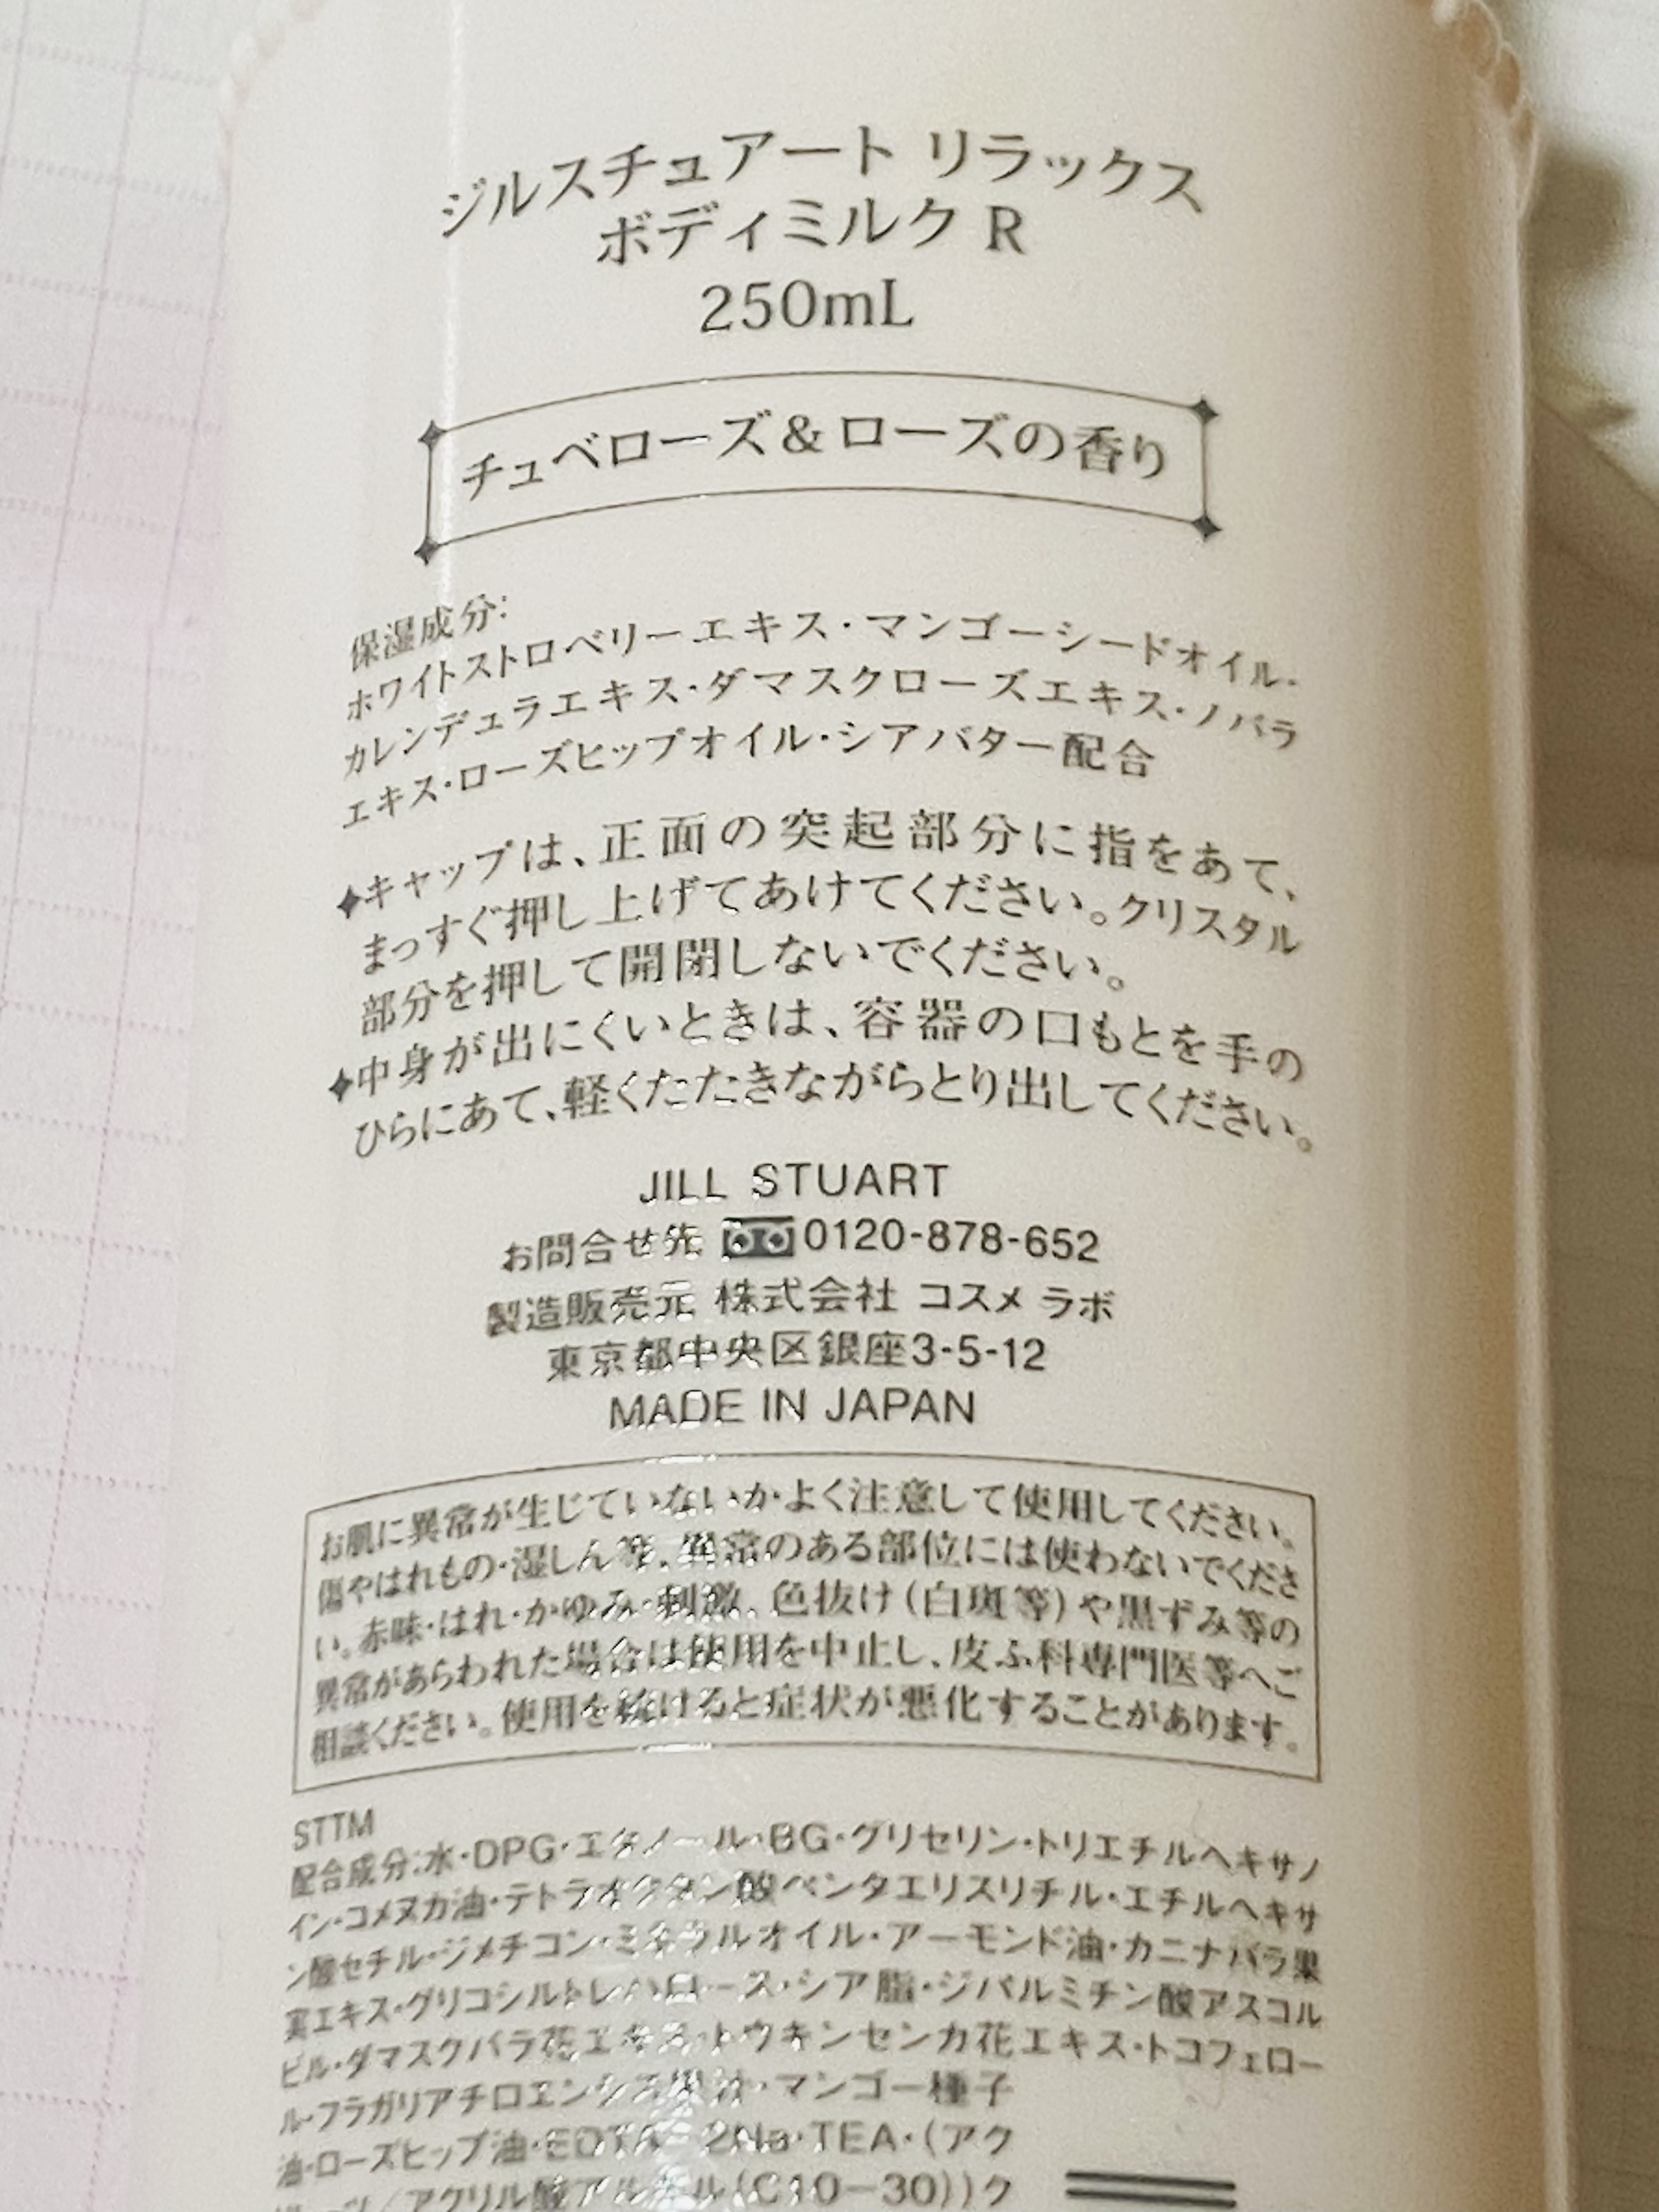 ジルスチュアート リラックス
ボディミルク R
250mL
チュベローズ&ローズの香り
保湿成分:
ホワイトストロベリーエキス・マンゴーシードオイル・
カレンデュラエキス・ダマスクローズエキス・ノバラ
エキス・ローズヒップオイル・シアバター配合
✦キャップは、正面の突起部分に指をあて、
まっすぐ押し上げてあけてください。クリスタル
部分を押して開閉しないでください。
✦中身が出にくいときは、容器の口もとを手の
ひらにあて、軽くたたきながらとり出してください。
JILL STUART
お問合せ先 0120-878-652
製造販売元 株式会社 コスメ ラボ
東京都中央区銀座3-5-12
MADE IN JAPAN
お肌に異常が生じていないかよく注意して使用してください。
傷やはれもの・湿しん等、異常のある部位には使わないでくださ
い。赤味・はれ・かゆみ・刺激、色抜け(白斑等)や黒ずみ等の
異常があらわれた場合は使用を中止し、皮ふ科専門医等へご
相談ください。使用を続けると症状が悪化することがあります。
STTM
配合成分:水・DPG・エタノール・BG・グリセリン・トリエチルヘキサノ
イン・コメヌカ油・テトラオクタン酸ペンタエリスリチル・エチルヘキサ
ン酸セチル・ジメチコン・ミネラルオイル・アーモンド油・カニナバラ果
実エキス・グリコシルトレハロース・シア脂・ジパルミチン酸アスコル
ビル・ダマスクバラ花エキス・トウキンセンカ花エキス・トコフェロー
ル・フラガリアチロエンシス果汁・マンゴー種子
油・ローズヒップ油・EDTA-2Na・TEA・(アク
アクリル酸アルキル(C10-30))ク